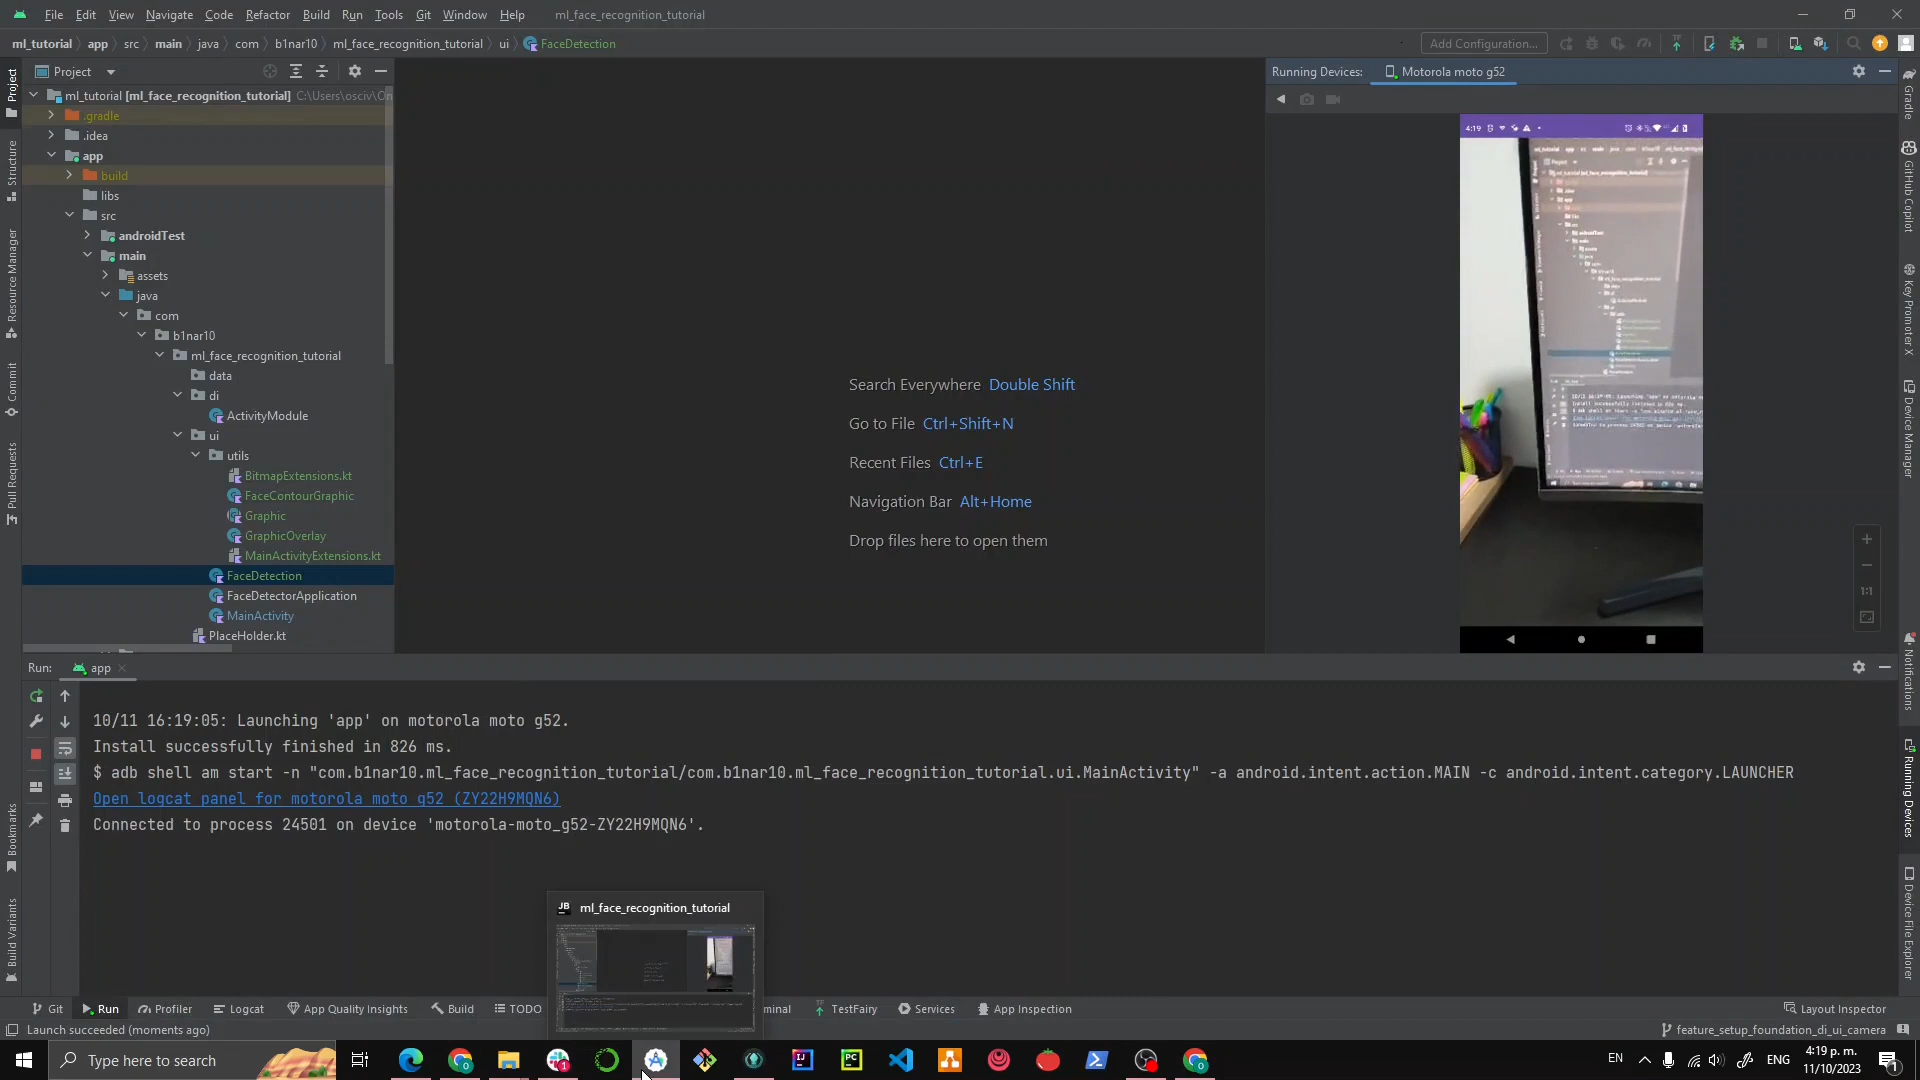 File Edit View Navigate Code Refactor Build Run Tools Git Window Help ml_face_recognition_tutorial
ml_tutorial app src main java com b1nar10 ml_face_recognition_tutorial ui FaceDetection Add Configuration...
Project
Running Devices: Motorola moto g52
ml_tutorial [ml_face_recognition_tutorial] C:\Users\osciv\On
.gradle
.idea
app
build
libs
src
androidTest
main
assets
java
com
b1nar10
ml_face_recognition_tutorial
data
di
ActivityModule
ui
utils
BitmapExtensions.kt
FaceContourGraphic
Graphic
GraphicOverlay
MainActivityExtensions.kt
FaceDetection
FaceDetectorApplication
MainActivity
PlaceHolder.kt
Project
Structure
Resource Manager
Commit
Pull Requests
Bookmarks
Build Variants
Search Everywhere Double Shift
Go to File Ctrl+Shift+N
Recent Files Ctrl+E
Navigation Bar Alt+Home
Drop files here to open them
4:19
1:1
Gradle
GitHub Copilot
Key Promoter X
Device Manager
Notifications
Running Devices
Device File Explorer
Run: app
10/11 16:19:05: Launching 'app' on motorola moto g52.
Install successfully finished in 826 ms.
$ adb shell am start -n "com.b1nar10.ml_face_recognition_tutorial/com.b1nar10.ml_face_recognition_tutorial.ui.MainActivity" -a android.intent.action.MAIN -c android.intent.category.LAUNCHER
Open logcat panel for motorola moto g52 (ZY22H9MQN6)
Connected to process 24501 on device 'motorola-moto_g52-ZY22H9MQN6'.
JB ml_face_recognition_tutorial
Git Run Profiler Logcat App Quality Insights Build TODO minal TestFairy Services App Inspection Layout Inspector
Launch succeeded (moments ago) feature_setup_foundation_di_ui_camera
Type here to search
EN ENG 4:19 p. m.
11/10/2023